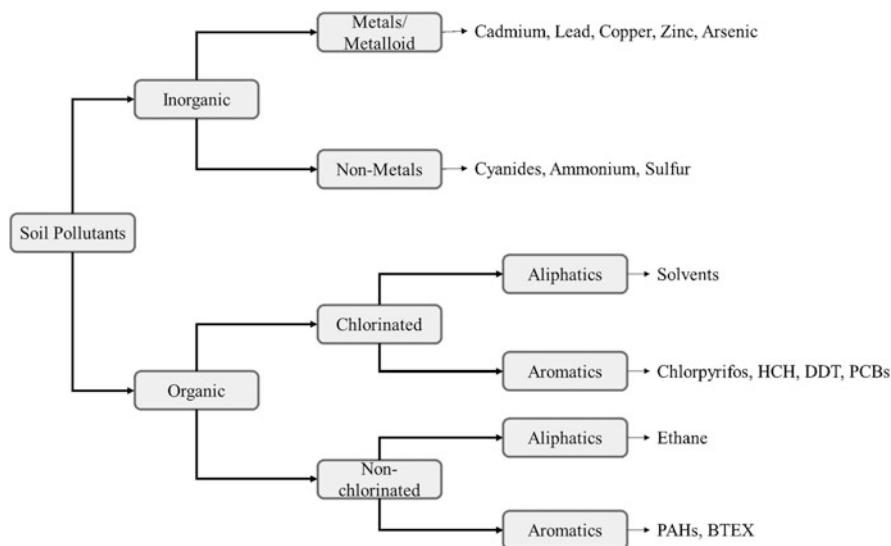 Metals/
Metalloid
Cadmium, Lead, Copper, Zinc, Arsenic
Inorganic
Non-Metals
Cyanides, Ammonium, Sulfur
Soil Pollutants
Aliphatics
Solvents
Chlorinated
Aromatics
Chlorpyrifos, HCH, DDT, PCBs
Organic
Aliphatics
Ethane
Non-
chlorinated
Aromatics
PAHs, BTEX